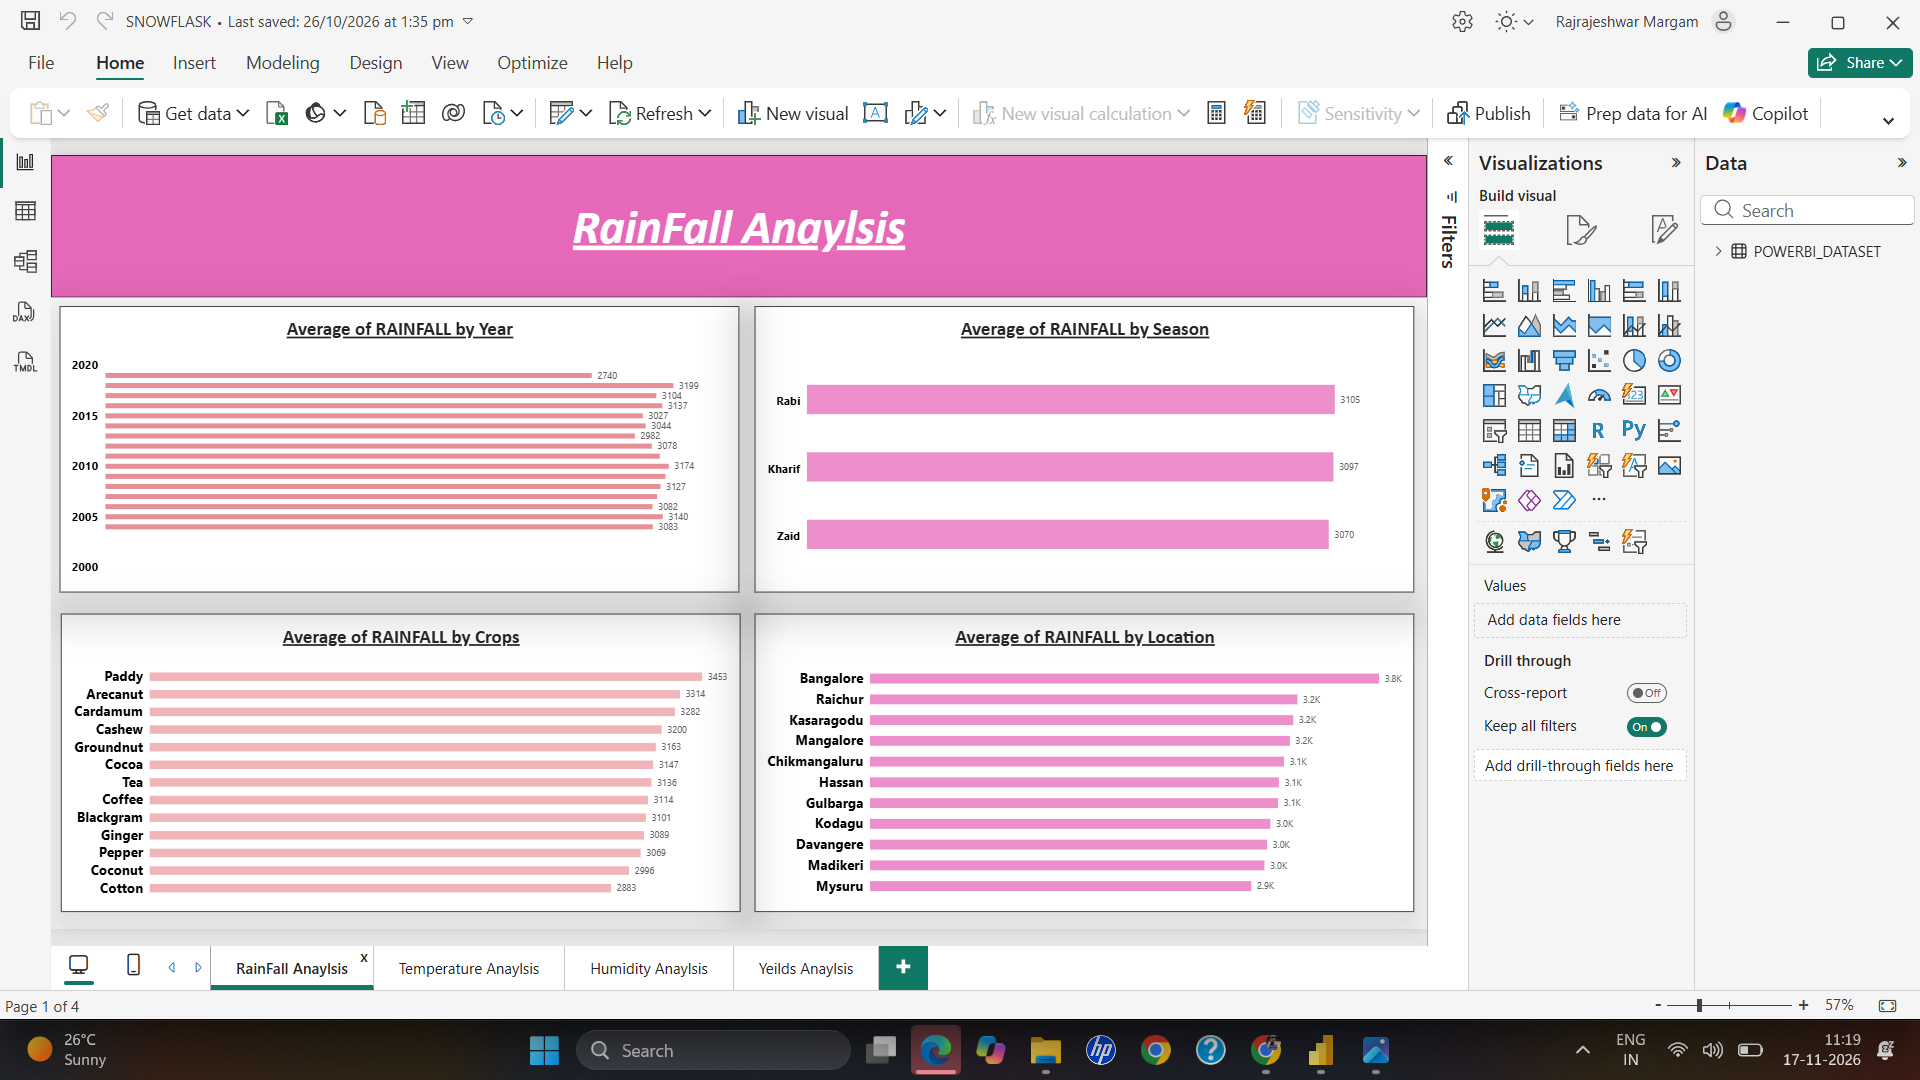 SNOWFLASK • Last saved: 26/10/2026 at 1:35 pm
Rajrajeshwar Margam
File Home Insert Modeling Design View Optimize Help
Share
Get data
Refresh
New visual
New visual calculation
Sensitivity
Publish
Prep data for AI
Copilot
DAX
TMDL
RainFall Anaylsis
Average of RAINFALL by Year
2020
2740
3199
3104
3137
2015 3027
3044
2982
3078
2010 3174
3127
3082
2005 3140
3083
2000
Average of RAINFALL by Season
Rabi 3105
Kharif 3097
Zaid 3070
Average of RAINFALL by Crops
Paddy 3453
Arecanut 3314
Cardamum 3282
Cashew 3200
Groundnut 3163
Cocoa 3147
Tea 3136
Coffee 3114
Blackgram 3101
Ginger 3089
Pepper 3069
Coconut 2996
Cotton 2883
Average of RAINFALL by Location
Bangalore 3.8K
Raichur 3.2K
Kasaragodu 3.2K
Mangalore 3.2K
Chikmangaluru 3.1K
Hassan 3.1K
Gulbarga 3.1K
Kodagu 3.0K
Davangere 3.0K
Madikeri 3.0K
Mysuru 2.9K
Filters
Visualizations
Build visual
123
R
Py
Values
Add data fields here
Drill through
Cross-report Off
Keep all filters On
Add drill-through fields here
Data
Search
POWERBI_DATASET
RainFall Anaylsis x
Temperature Anaylsis
Humidity Anaylsis
Yeilds Anaylsis
Page 1 of 4
- + 57%
26°C
Sunny
Search
hp
ENG
IN
11:19
17-11-2026